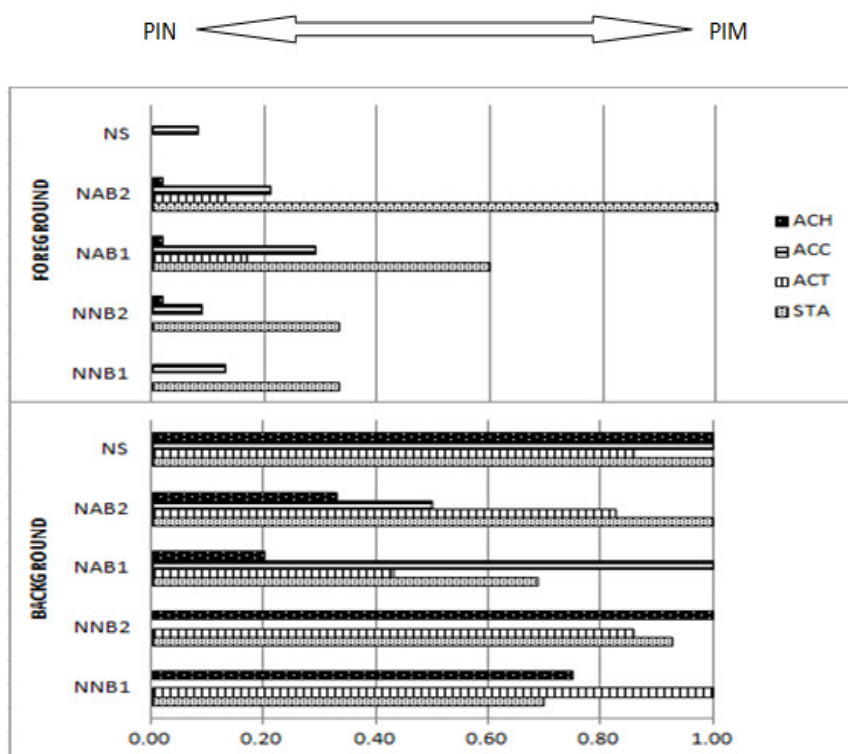 PIN PIM
FOREGROUND
NS
NAB2
NAB1
NNB2
NNB1
ACH
ACC
ACT
STA
BACKGROUND
NS
NAB2
NAB1
NNB2
NNB1
0.00 0.20 0.40 0.60 0.80 1.00